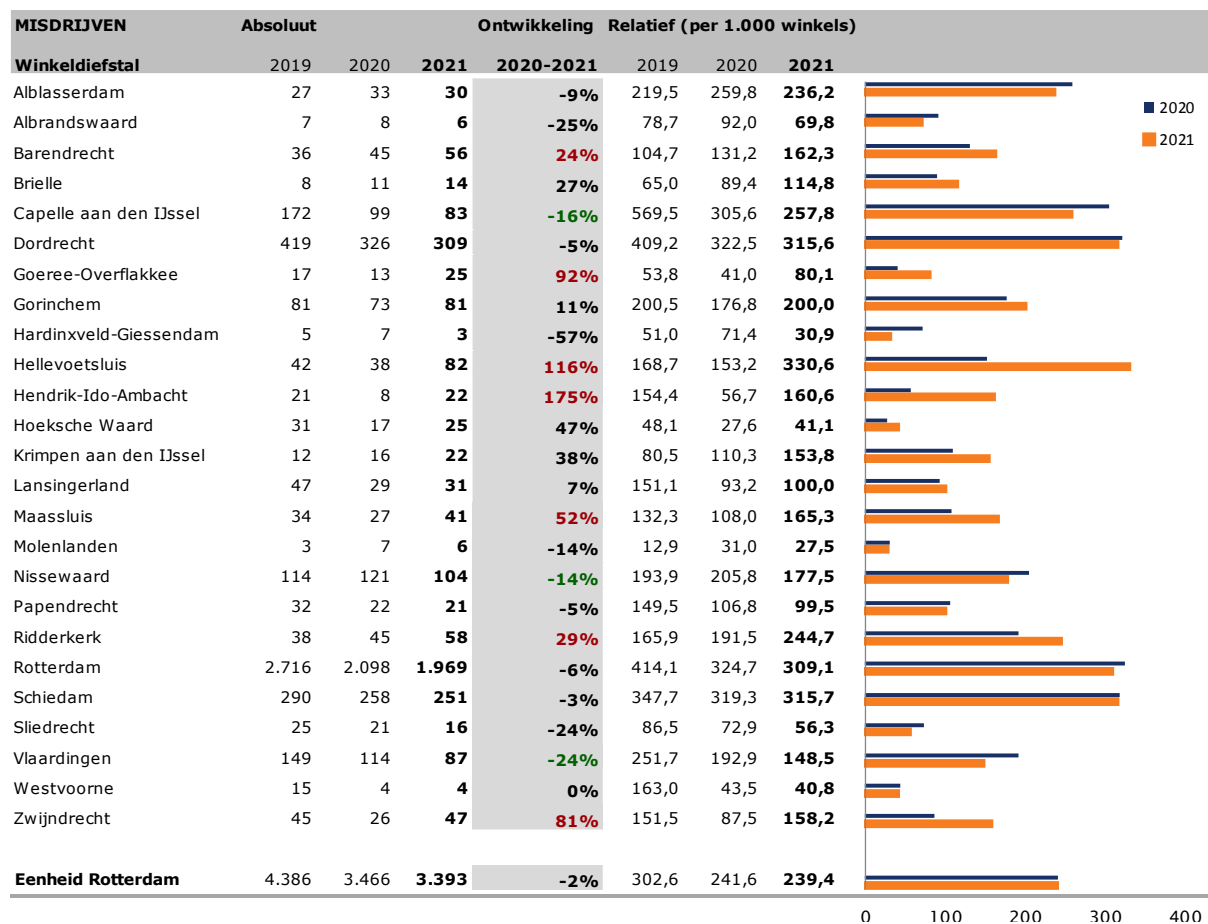 MISDRIJVEN Absoluut Ontwikkeling Relatief (per 1.000 winkels)
Winkeldiefstal 2019 2020 2021 2020-2021 2019 2020 2021
Alblasserdam 27 33 30 -9% 219,5 259,8 236,2
2020
Albrandswaard 7 8 6 -25% 78,7 92,0 69,8
2021
Barendrecht 36 45 56 24% 104,7 131,2 162,3
Brielle 8 11 14 27% 65,0 89,4 114,8
Capelle aan den IJssel 172 99 83 -16% 569,5 305,6 257,8
Dordrecht 419 326 309 -5% 409,2 322,5 315,6
Goeree-Overflakkee 17 13 25 92% 53,8 41,0 80,1
Gorinchem 81 73 81 11% 200,5 176,8 200,0
Hardinxveld-Giessendam 5 7 3 -57% 51,0 71,4 30,9
Hellevoetsluis 42 38 82 116% 168,7 153,2 330,6
Hendrik-Ido-Ambacht 21 8 22 175% 154,4 56,7 160,6
Hoeksche Waard 31 17 25 47% 48,1 27,6 41,1
Krimpen aan den IJssel 12 16 22 38% 80,5 110,3 153,8
Lansingerland 47 29 31 7% 151,1 93,2 100,0
Maassluis 34 27 41 52% 132,3 108,0 165,3
Molenlanden 3 7 6 -14% 12,9 31,0 27,5
Nissewaard 114 121 104 -14% 193,9 205,8 177,5
Papendrecht 32 22 21 -5% 149,5 106,8 99,5
Ridderkerk 38 45 58 29% 165,9 191,5 244,7
Rotterdam 2.716 2.098 1.969 -6% 414,1 324,7 309,1
Schiedam 290 258 251 -3% 347,7 319,3 315,7
Sliedrecht 25 21 16 -24% 86,5 72,9 56,3
Vlaardingen 149 114 87 -24% 251,7 192,9 148,5
Westvoorne 15 4 4 0% 163,0 43,5 40,8
Zwijndrecht 45 26 47 81% 151,5 87,5 158,2
Eenheid Rotterdam 4.386 3.466 3.393 -2% 302,6 241,6 239,4
0 100 200 300 400